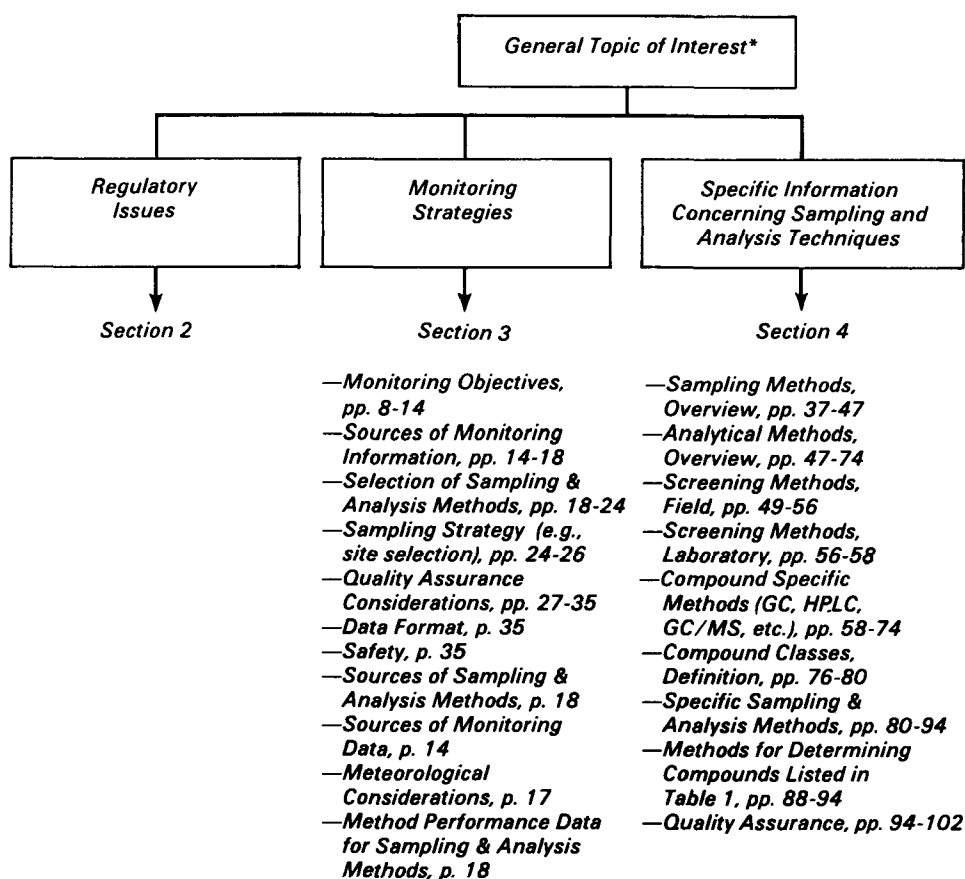 General Topic of Interest*
Regulatory
Issues
Monitoring
Strategies
Specific Information
Concerning Sampling and
Analysis Techniques
Section 2
Section 3
—Monitoring Objectives,
pp. 8-14
—Sources of Monitoring
Information, pp. 14-18
—Selection of Sampling &
Analysis Methods, pp. 18-24
—Sampling Strategy (e.g.,
site selection), pp. 24-26
—Quality Assurance
Considerations, pp. 27-35
—Data Format, p. 35
—Safety, p. 35
—Sources of Sampling &
Analysis Methods, p. 18
—Sources of Monitoring
Data, p. 14
—Meteorological
Considerations, p. 17
—Method Performance Data
for Sampling & Analysis
Methods, p. 18
Section 4
—Sampling Methods,
Overview, pp. 37-47
—Analytical Methods,
Overview, pp. 47-74
—Screening Methods,
Field, pp. 49-56
—Screening Methods,
Laboratory, pp. 56-58
—Compound Specific
Methods (GC, HPLC,
GC/MS, etc.), pp. 58-74
—Compound Classes,
Definition, pp. 76-80
—Specific Sampling &
Analysis Methods, pp. 80-94
—Methods for Determining
Compounds Listed in
Table 1, pp. 88-94
—Quality Assurance, pp. 94-102